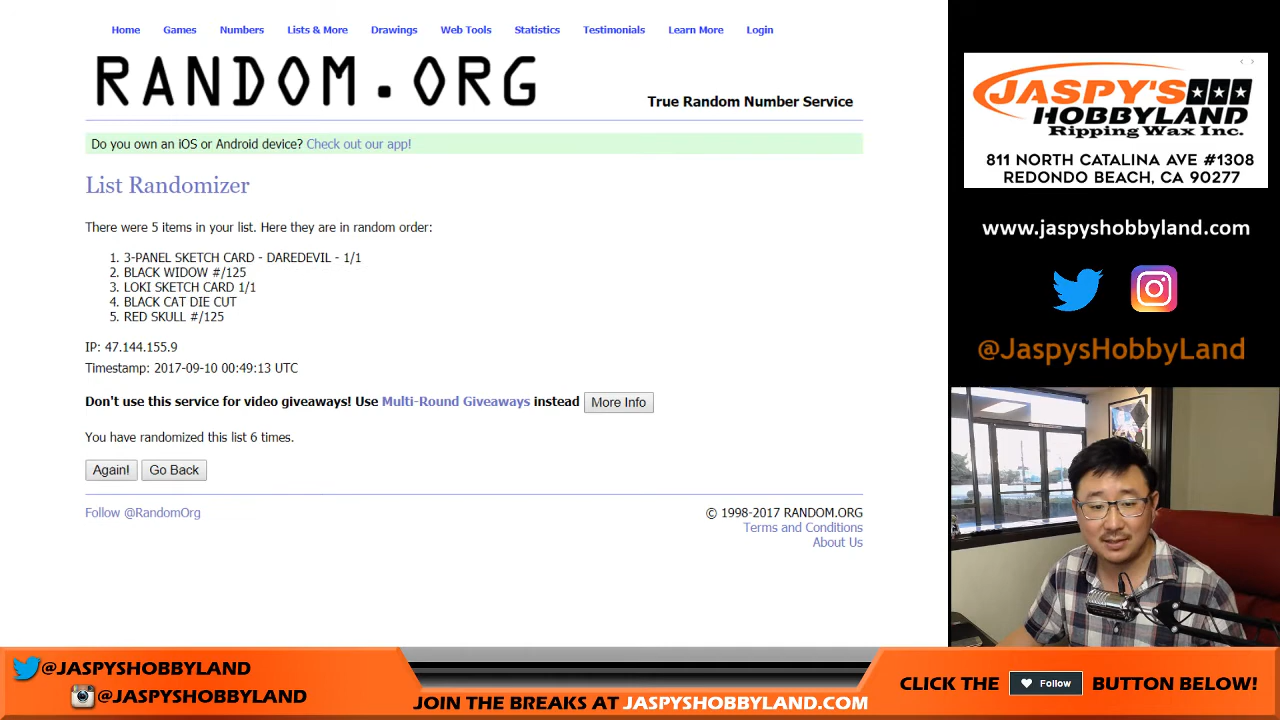 Home Games Numbers Lists & More Drawings Web Tools Statistics Testimonials Learn More Login
RANDOM.ORG
True Random Number Service
Do you own an iOS or Android device? Check out our app!
List Randomizer
There were 5 items in your list. Here they are in random order:
1. 3-PANEL SKETCH CARD - DAREDEVIL - 1/1
2. BLACK WIDOW #/125
3. LOKI SKETCH CARD 1/1
4. BLACK CAT DIE CUT
5. RED SKULL #/125
IP: 47.144.155.9
Timestamp: 2017-09-10 00:49:13 UTC
Don't use this service for video giveaways! Use Multi-Round Giveaways instead More Info
You have randomized this list 6 times.
Again! Go Back
Follow @RandomOrg
© 1998-2017 RANDOM.ORG
Terms and Conditions
About Us
JASPY'S
HOBBYLAND
Ripping Wax Inc.
811 NORTH CATALINA AVE #1308
REDONDO BEACH, CA 90277
www.jaspyshobbyland.com
@JaspysHobbyLand
@JASPYSHOBBYLAND
@JASPYSHOBBYLAND
JOIN THE BREAKS AT JASPYSHOBBYLAND.COM
CLICK THE Follow BUTTON BELOW!